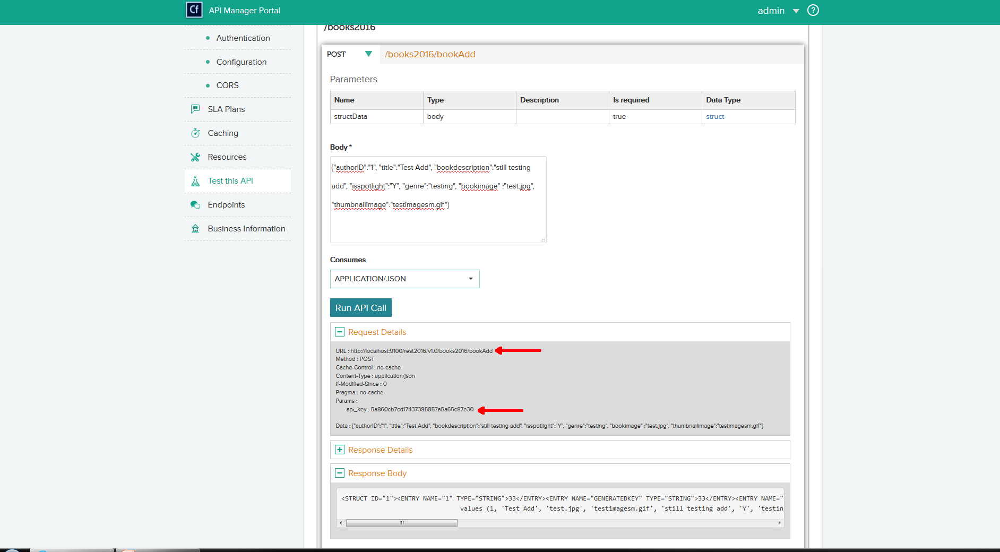 Cf API Manager Portal
admin ?
Authentication
Configuration
CORS
SLA Plans
Caching
Resources
Test this API
Endpoints
Business Information
/books2016
POST /books2016/bookAdd
Parameters
Name Type Description Is required Data Type
structData body true struct
Body *
{"authorID":"1", "title":"Test Add", "bookdescription":"still testing
add", "isspotlight":"Y", "genre":"testing", "bookimage" :"test.jpg",
"thumbnailimage":"testimagesm.gif"}
Consumes
APPLICATION/JSON
Run API Call
Request Details
URL : http://localhost:9100/rest2016/v1.0/books2016/bookAdd
Method : POST
Cache-Control : no-cache
Content-Type : application/json
If-Modified-Since : 0
Pragma : no-cache
Params :
api_key : 5a860cb7cd17437385857a5a65c87e30
Data : {"authorID":"1", "title":"Test Add", "bookdescription":"still testing add", "isspotlight":"Y", "genre":"testing", "bookimage" :"test.jpg", "thumbnailimage":"testimagesm.gif"}
Response Details
Response Body
<STRUCT ID="1"><ENTRY NAME="1" TYPE="STRING">33</ENTRY><ENTRY NAME="GENERATEDKEY" TYPE="STRING">33</ENTRY><ENTRY NAME="
values (1, 'Test Add', 'test.jpg', 'testimagesm.gif', 'still testing add', 'Y', 'testin